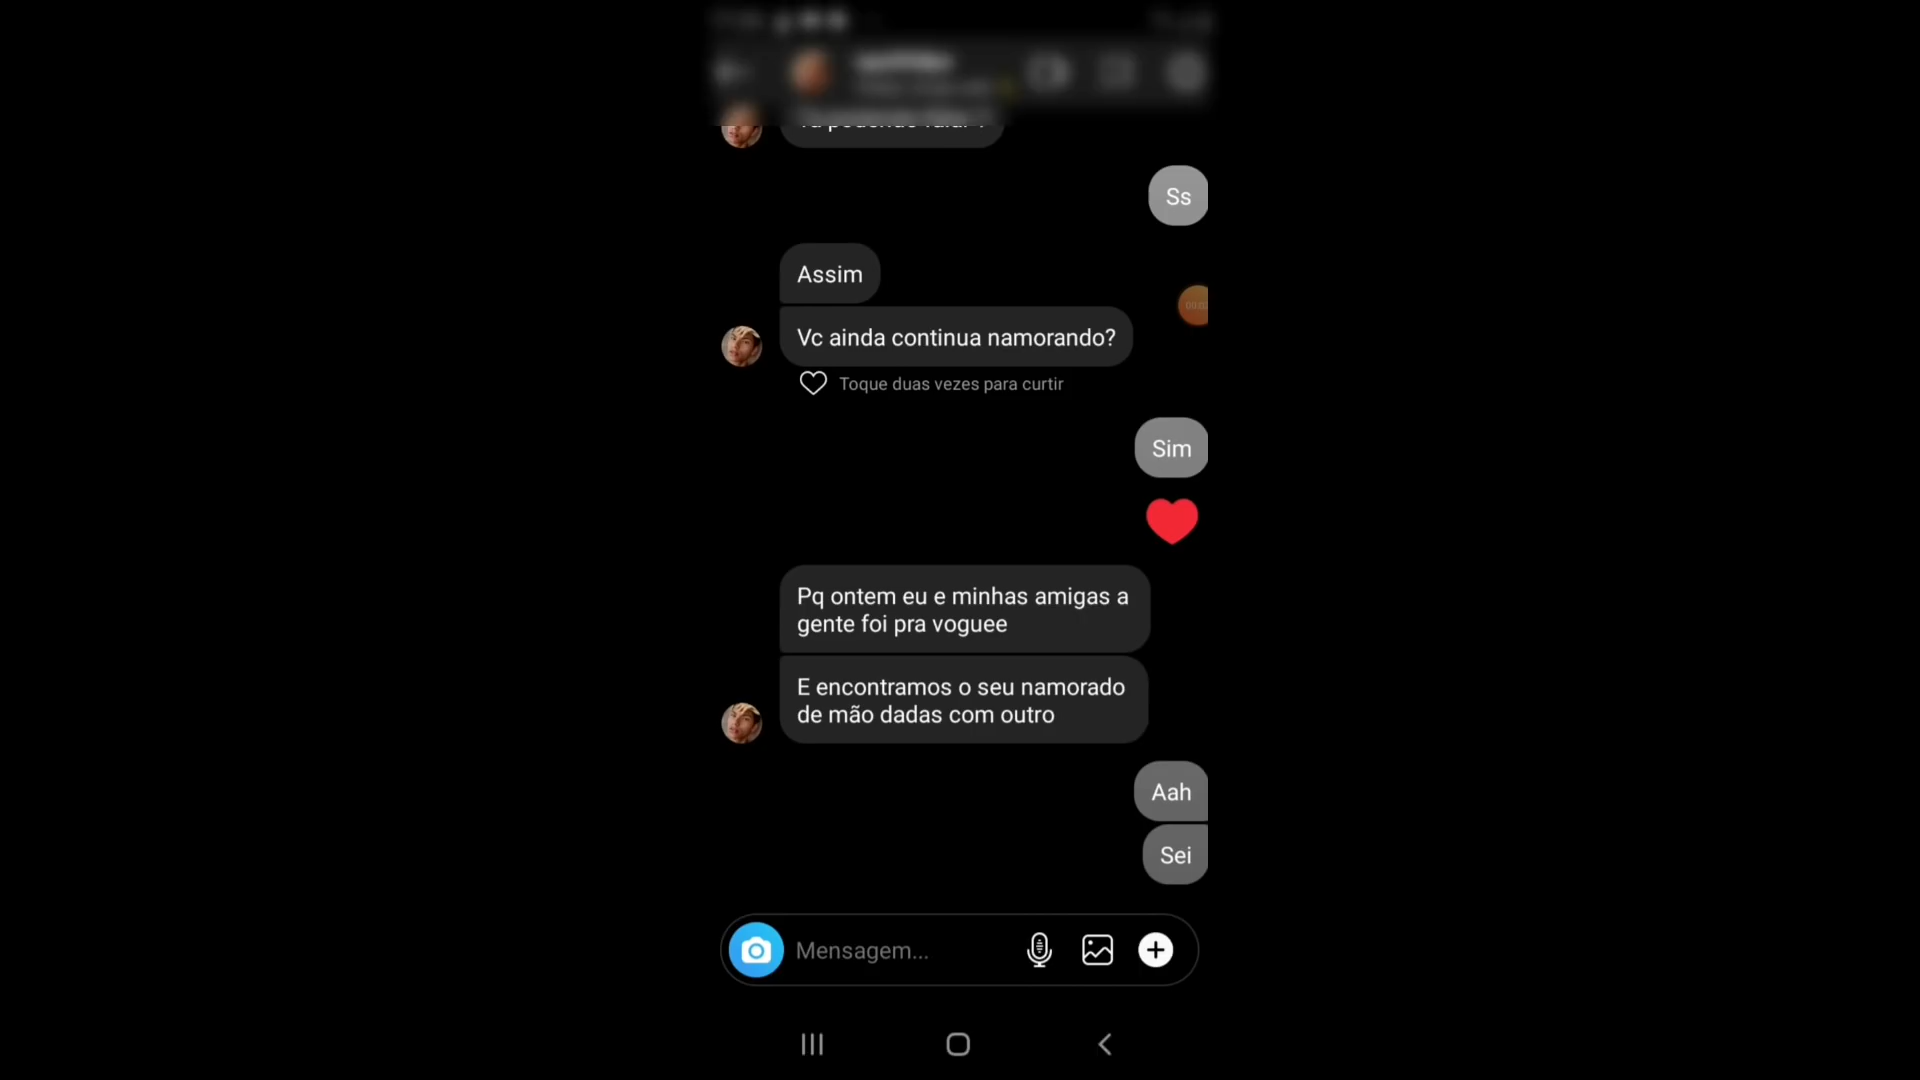 Ss
Assim
Vc ainda continua namorando?
Toque duas vezes para curtir
Sim
Pq ontem eu e minhas amigas a
gente foi pra voguee
E encontramos o seu namorado
de mão dadas com outro
Aah
Sei
Mensagem...